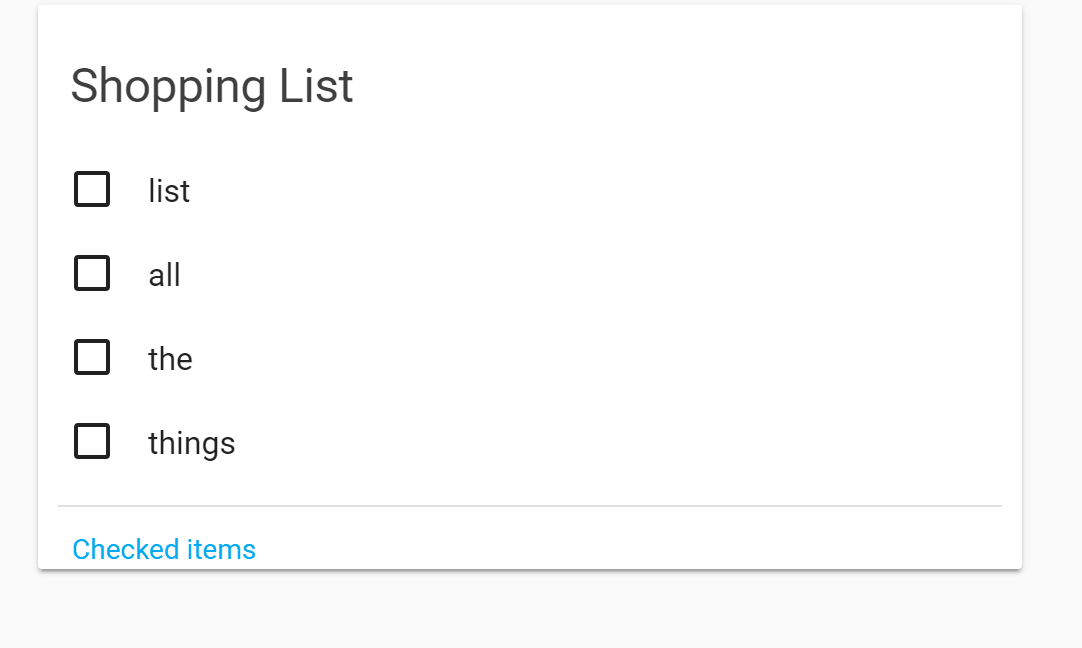 Shopping List
list
all
the
things
Checked items